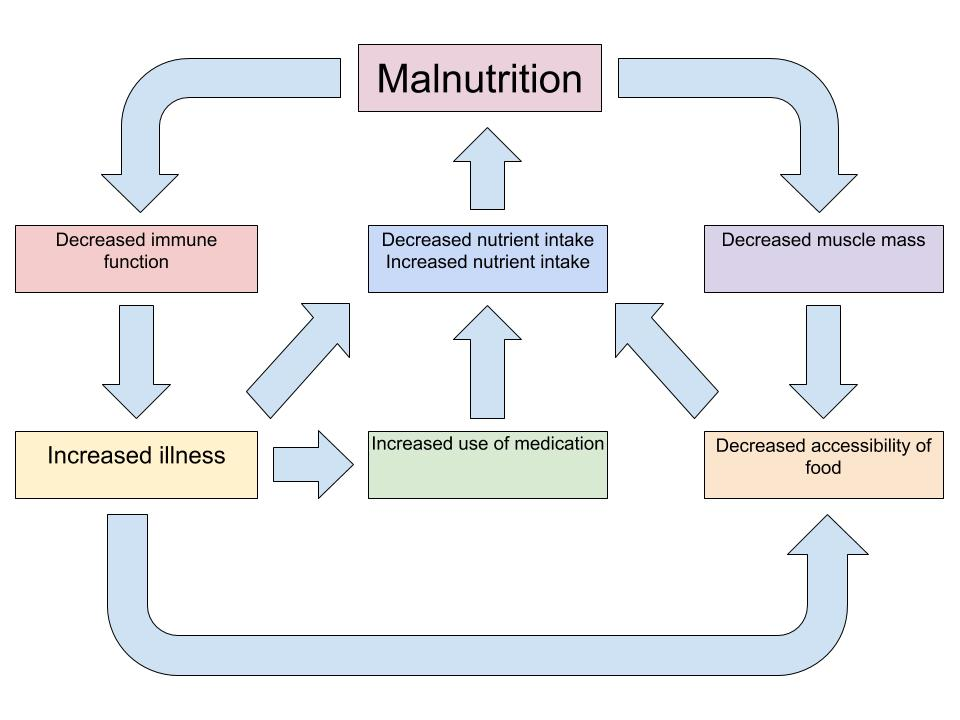 Malnutrition
Decreased immune
function
Decreased nutrient intake
Increased nutrient intake
Decreased muscle mass
Increased illness
Increased use of medication
Decreased accessibility of
food